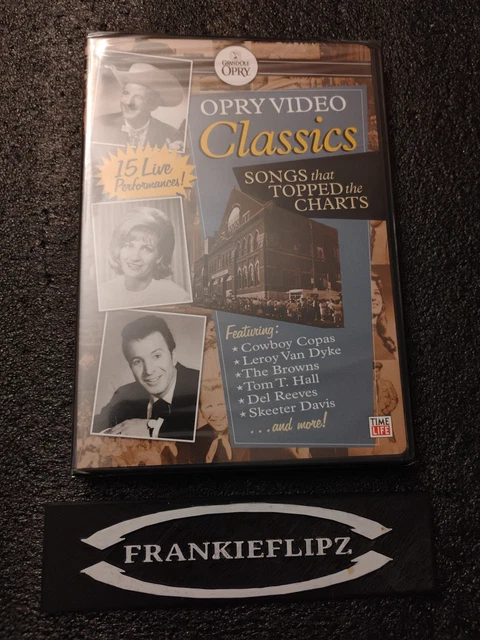 GRAND OLE
OPRY
OPRY VIDEO
Classics
15 Live
Performances!
SONGS that
TOPPED the
CHARTS
Featuring:
★ Cowboy Copas
★ Leroy Van Dyke
★ The Browns
★ Tom T. Hall
★ Del Reeves
★ Skeeter Davis
...and more!
TIME
LIFE
FRANKIEFLIPZ